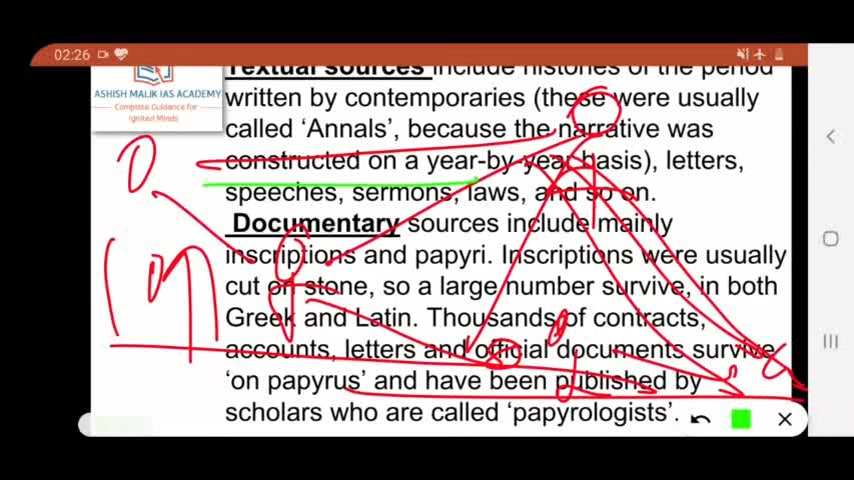 02:26
ASHISH MALIK IAS ACADEMY
Complete Guidance for
Ignited Minds
Textual sources include histories of the period
written by contemporaries (these were usually
called ‘Annals’, because the narrative was
constructed on a year-by year basis), letters,
speeches, sermons, laws, and so on.
Documentary sources include mainly
inscriptions and papyri. Inscriptions were usually
cut on stone, so a large number survive, in both
Greek and Latin. Thousands of contracts,
accounts, letters and official documents survive
‘on papyrus’ and have been published by
scholars who are called ‘papyrologists’.